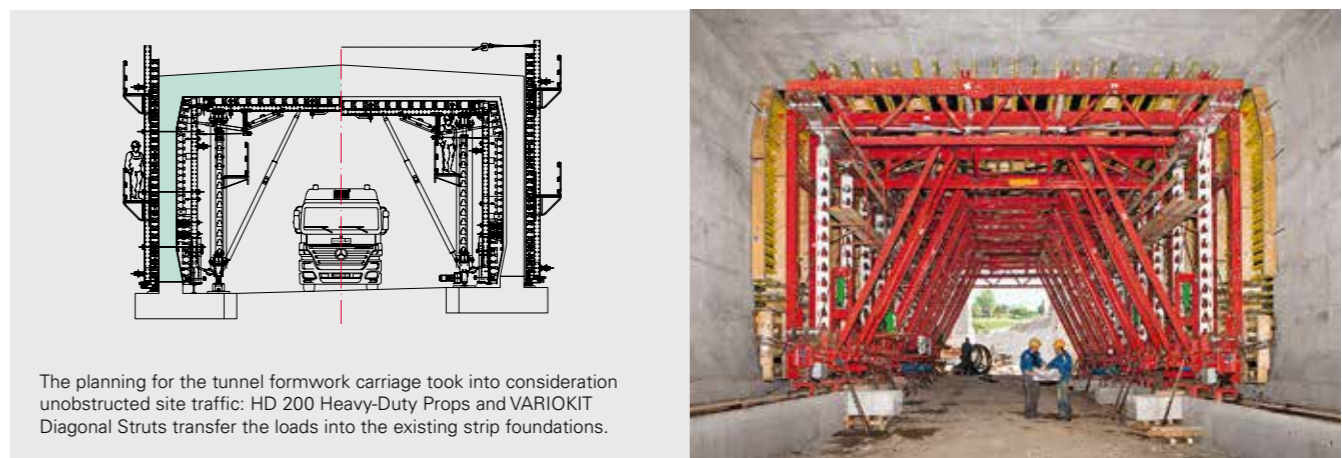 The planning for the tunnel formwork carriage took into consideration
unobstructed site traffic: HD 200 Heavy-Duty Props and VARIOKIT
Diagonal Struts transfer the loads into the existing strip foundations.